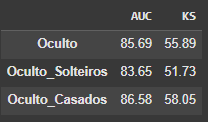 AUC KS
Oculto 85.69 55.89
Oculto_Solteiros 83.65 51.73
Oculto_Casados 86.58 58.05